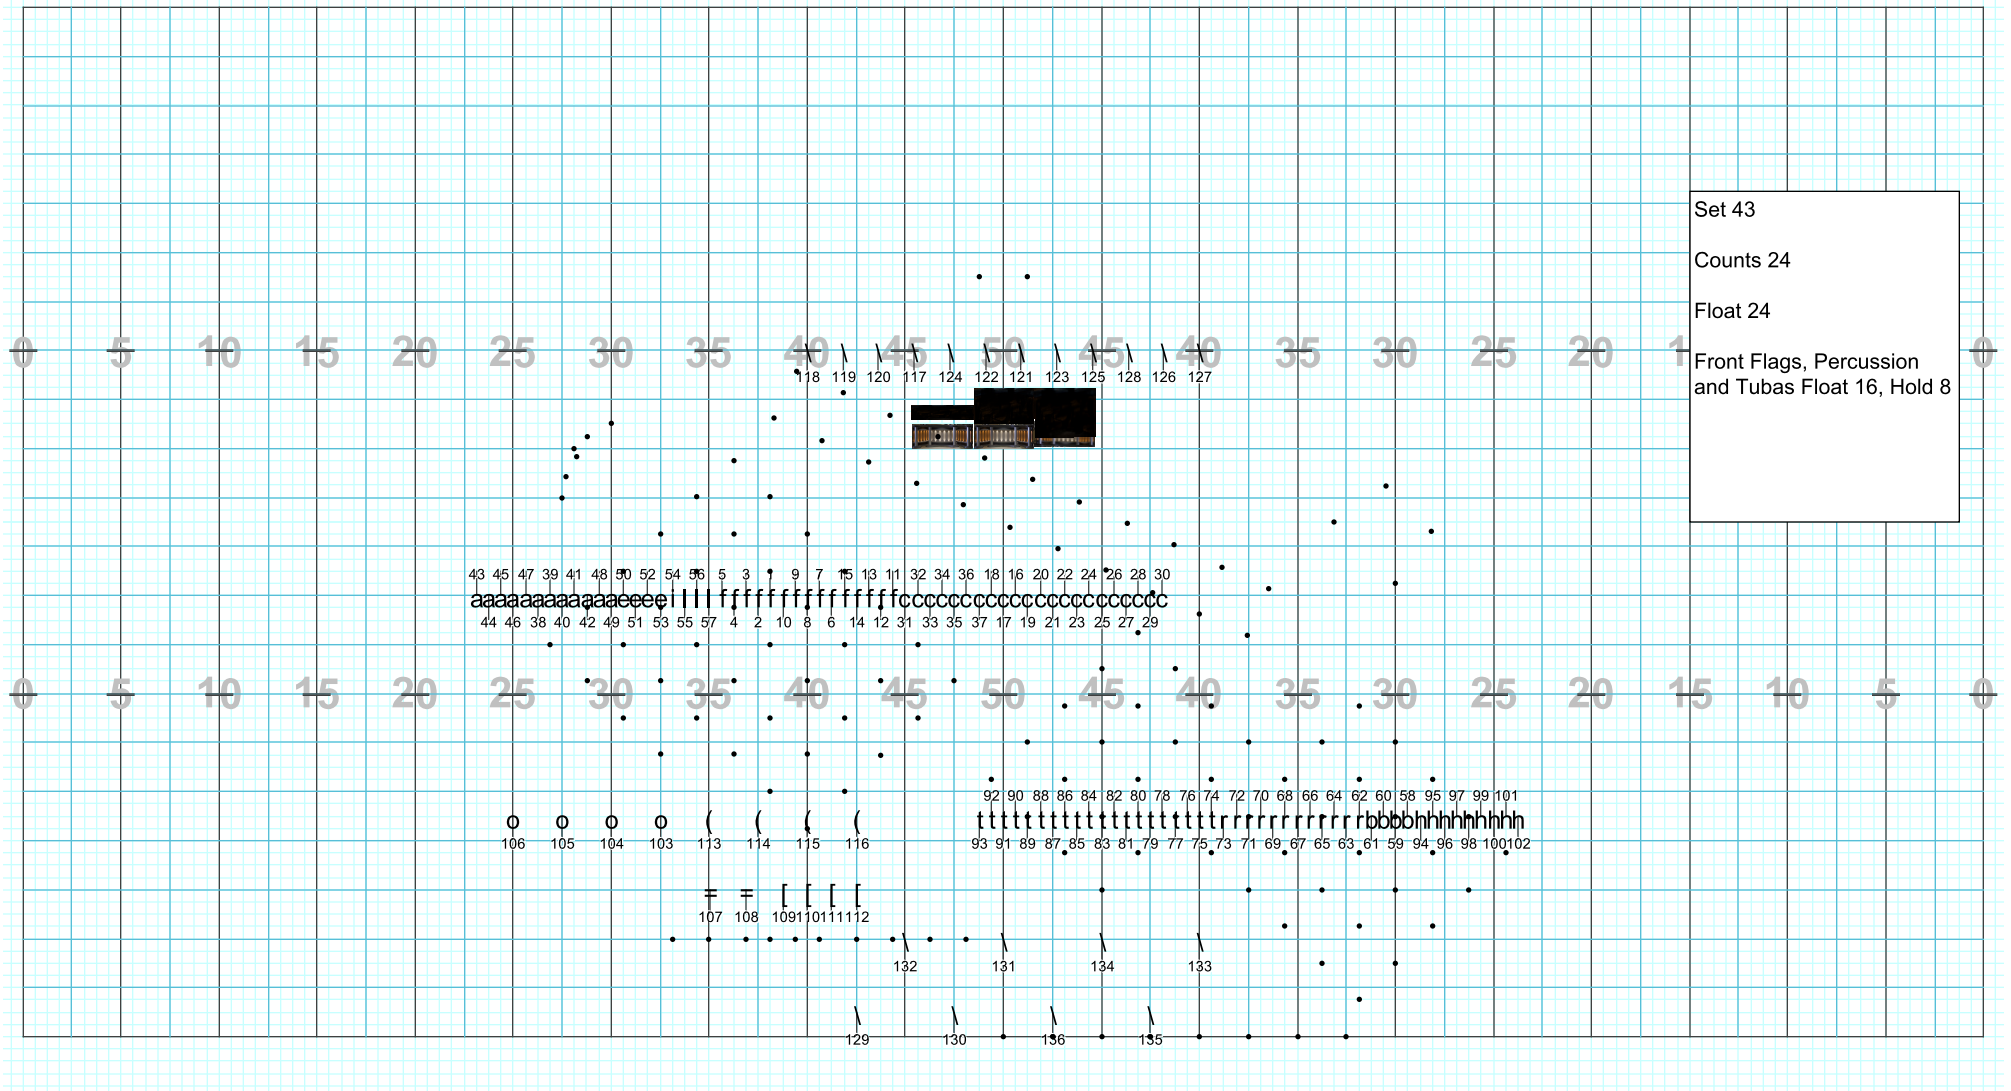 Set 43
Counts 24
Float 24
Front Flags, Percussion
and Tubas Float 16, Hold 8
0 5 10 15 20 25 30 35 40 45 50 45 40 35 30 25 20 1 10 5 0
\ \ \ \ \ \ \ \ \ \ \ \
118 119 120 117 124 122 121 123 125 128 126 127
43 45 47 39 41 48 50 52 54 56 5 3 1 9 7 15 13 11 32 34 36 18 16 20 22 24 26 28 30
a a a a a a a a a a a a e e e e i l l l f f f f f f f f f f f f f f f c c c c c c c c c c c c c c c c c c c c c c
44 46 38 40 42 49 51 53 55 57 4 2 10 8 6 14 12 31 33 35 37 17 19 21 23 25 27 29
0 5 10 15 20 25 30 35 40 45 50 45 40 35 30 25 20 15 10 5 0
92 90 88 86 84 82 80 78 76 74 72 70 68 66 64 62 60 58 95 97 99 101
o o o o ( ( ( ( t t t t t t t t t t t t t t t t t t t t r r r r r r r r r r r r b b b b h h h h h h h h h
106 105 104 103 113 114 115 116 93 91 89 87 85 83 81 79 77 75 73 71 69 67 65 63 61 59 94 96 98 100 102
= = [ [ [ [
107 108 109 110 111 112
\ \ \ \
132 131 134 133
\ \ \ \
129 130 136 135